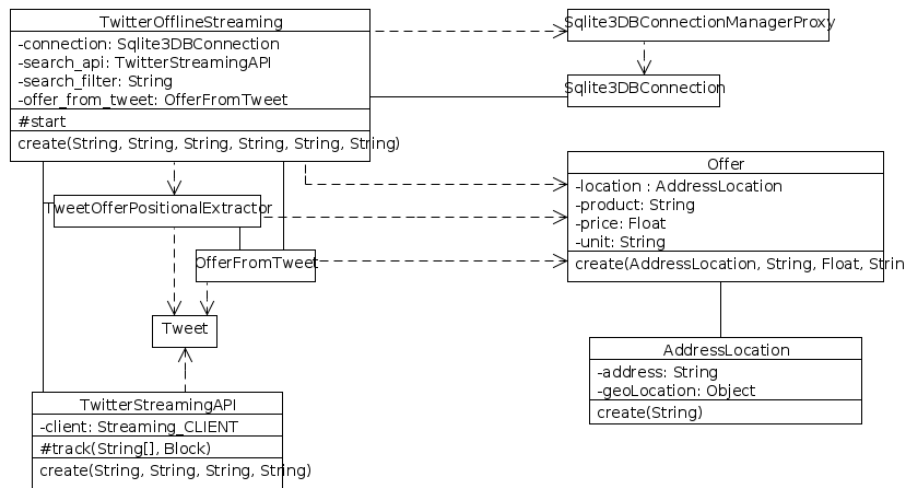 TwitterOfflineStreaming
-connection: Sqlite3DBConnection
-search_api: TwitterStreamingAPI
-search_filter: String
-offer_from_tweet: OfferFromTweet
#start
create(String, String, String, String, String, String)
Sqlite3DBConnectionManagerProxy
Sqlite3DBConnection
Offer
-location : AddressLocation
-product: String
-price: Float
-unit: String
create(AddressLocation, String, Float, Strin
TweetOfferPositionalExtractor
OfferFromTweet
Tweet
AddressLocation
-address: String
-geoLocation: Object
create(String)
TwitterStreamingAPI
-client: Streaming_CLIENT
#track(String[], Block)
create(String, String, String, String)